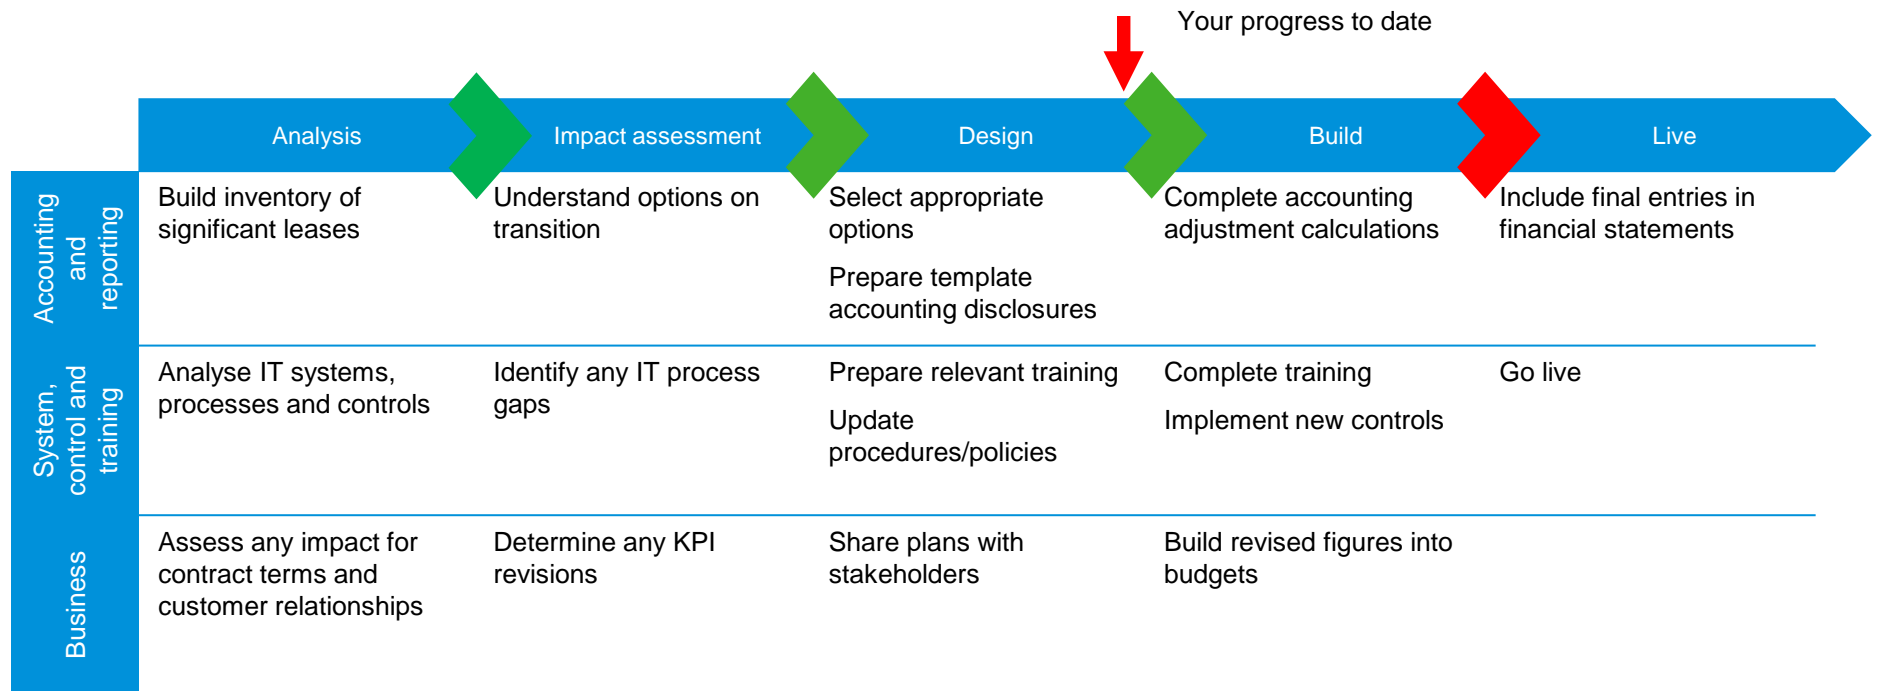 Your progress to date
Analysis
Impact assessment
Design
Build
Live
Accounting
and
reporting
Build inventory of
significant leases
Understand options on
transition
Select appropriate
options
Prepare template
accounting disclosures
Complete accounting
adjustment calculations
Include final entries in
financial statements
System,
control and
training
Analyse IT systems,
processes and controls
Identify any IT process
gaps
Prepare relevant training
Update
procedures/policies
Complete training
Implement new controls
Go live
Business
Assess any impact for
contract terms and
customer relationships
Determine any KPI
revisions
Share plans with
stakeholders
Build revised figures into
budgets